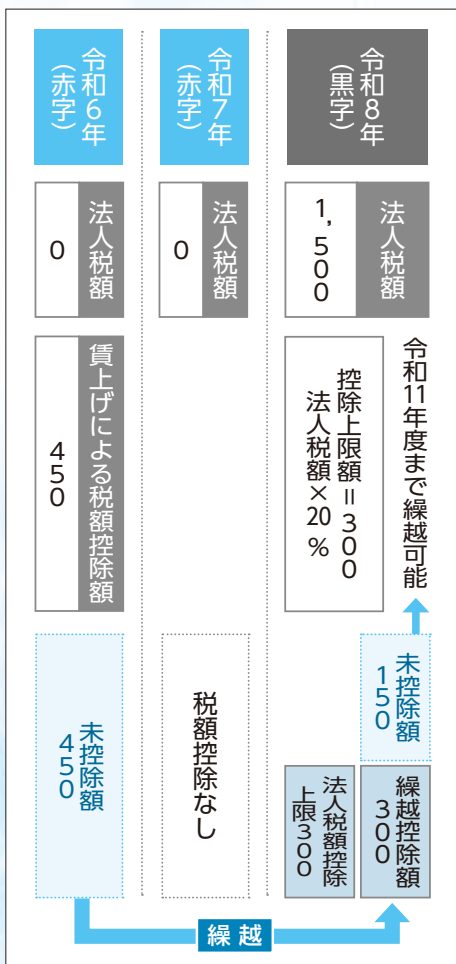 令和6年
（赤字）
法人税額
0
賃上げによる税額控除額
450
未控除額
450
令和7年
（赤字）
法人税額
0
税額控除なし
令和8年
（黒字）
法人税額
1,500
控除上限額＝300
法人税額×20％
令和11年度まで繰越可能
未控除額
150
繰越控除額
300
法人税額控除
上限300
繰越